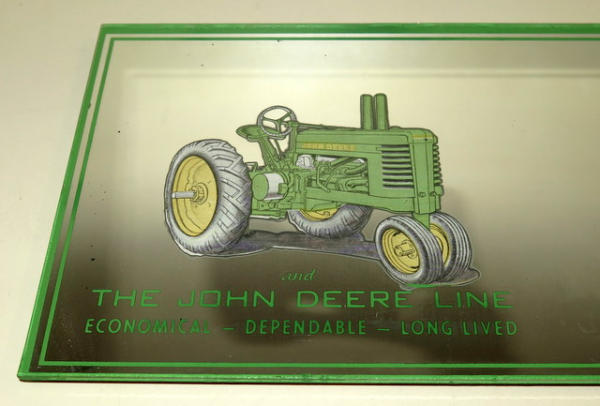 JOHN DEERE
and
THE JOHN DEERE LINE
ECONOMICAL – DEPENDABLE – LONG LIVED